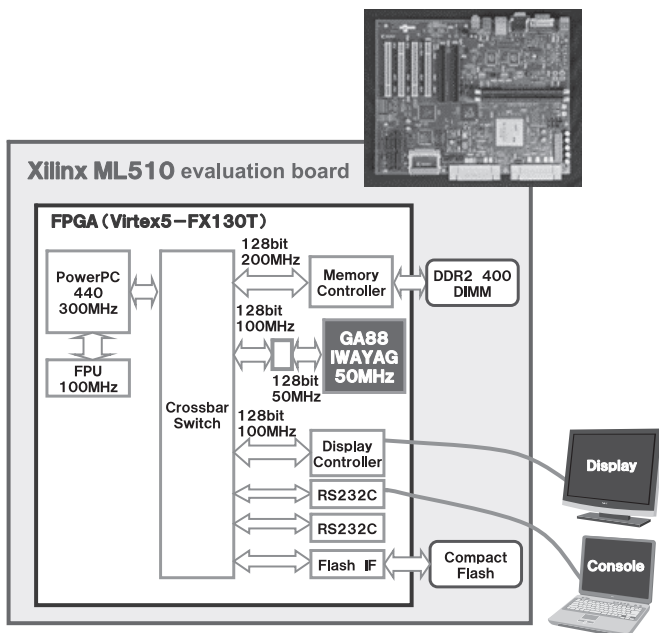 Xilinx ML510 evaluation board
FPGA (Virtex5-FX130T)
PowerPC
440
300MHz
FPU
100MHz
Crossbar
Switch
128bit
200MHz
Memory
Controller
DDR2 400
DIMM
128bit
100MHz
128bit
50MHz
GA88
IWAYAG
50MHz
128bit
100MHz
Display
Controller
RS232C
RS232C
Flash IF
Compact
Flash
Display
Console